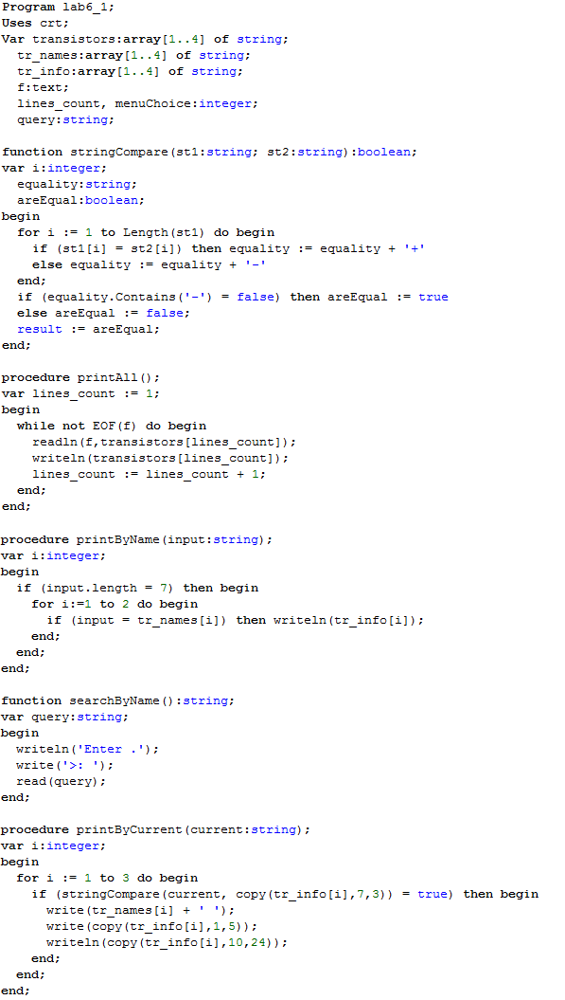 Program lab6_1;
Uses crt;
Var transistors:array[1..4] of string;
  tr_names:array[1..4] of string;
  tr_info:array[1..4] of string;
  f:text;
  lines_count, menuChoice:integer;
  query:string;

function stringCompare(st1:string; st2:string):boolean;
var i:integer;
  equality:string;
  areEqual:boolean;
begin
  for i := 1 to Length(st1) do begin
    if (st1[i] = st2[i]) then equality := equality + '+'
    else equality := equality + '-'
  end;
  if (equality.Contains('-') = false) then areEqual := true
  else areEqual := false;
  result := areEqual;
end;

procedure printAll();
var lines_count := 1;
begin
  while not EOF(f) do begin
    readln(f,transistors[lines_count]);
    writeln(transistors[lines_count]);
    lines_count := lines_count + 1;
  end;
end;

procedure printByName(input:string);
var i:integer;
begin
  if (input.length = 7) then begin
    for i:=1 to 2 do begin
      if (input = tr_names[i]) then writeln(tr_info[i]);
    end;
  end;
end;

function searchByName():string;
var query:string;
begin
  writeln('Enter .');
  write('>: ');
  read(query);
end;

procedure printByCurrent(current:string);
var i:integer;
begin
  for i := 1 to 3 do begin
    if (stringCompare(current, copy(tr_info[i],7,3)) = true) then begin
      write(tr_names[i] + ' ');
      write(copy(tr_info[i],1,5));
      writeln(copy(tr_info[i],10,24));
    end;
  end;
end;